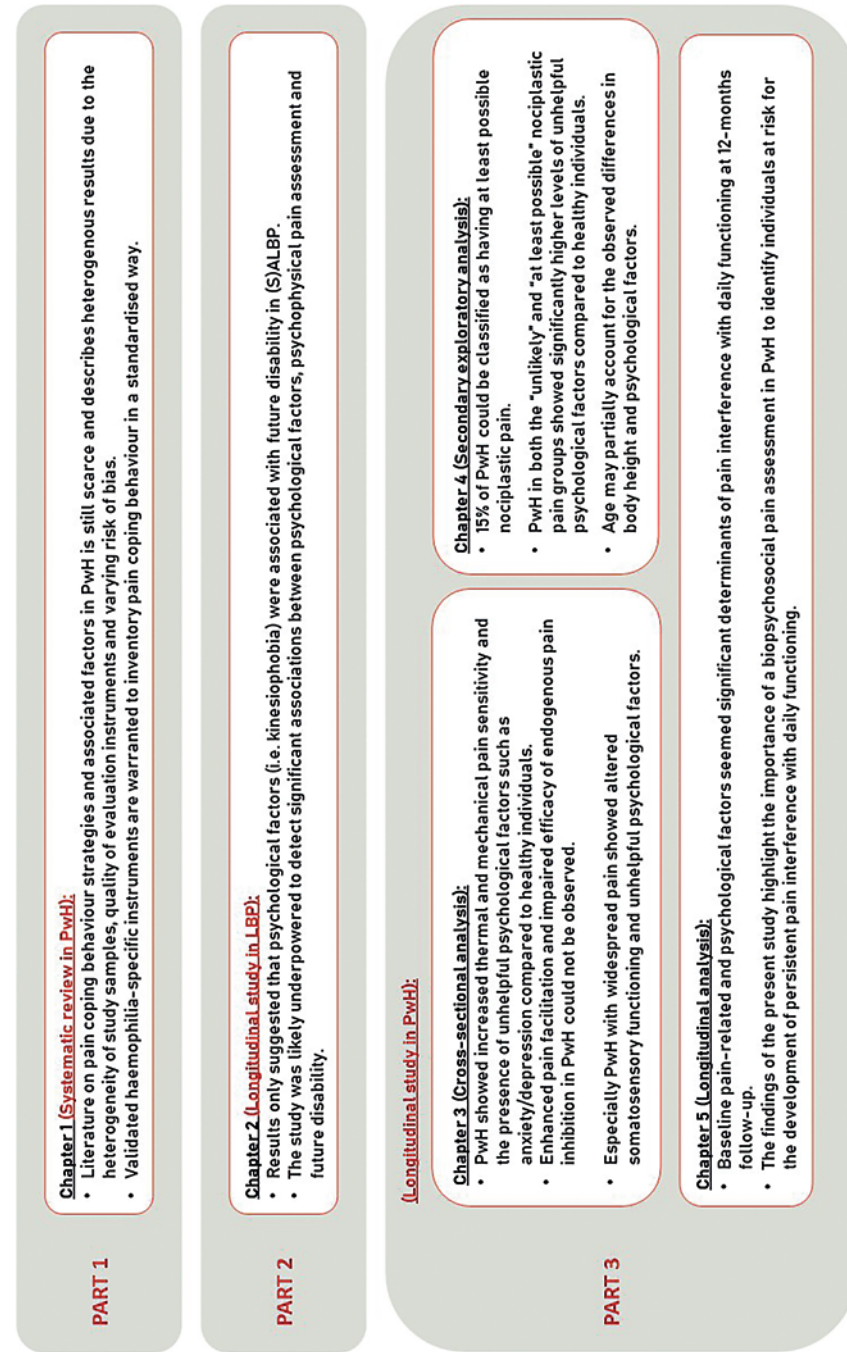 PART 1
Chapter 1 (Systematic review in PwH):
• Literature on pain coping behaviour strategies and associated factors in PwH is still scarce and describes heterogenous results due to the
heterogeneity of study samples, quality of evaluation instruments and varying risk of bias.
• Validated haemophilia-specific instruments are warranted to inventory pain coping behaviour in a standardised way.
PART 2
Chapter 2 (Longitudinal study in LBP):
• Results only suggested that psychological factors (i.e. kinesiophobia) were associated with future disability in (S)ALBP.
• The study was likely underpowered to detect significant associations between psychological factors, psychophysical pain assessment and
future disability.
PART 3
(Longitudinal study in PwH):
Chapter 3 (Cross-sectional analysis):
• PwH showed increased thermal and mechanical pain sensitivity and
the presence of unhelpful psychological factors such as
anxiety/depression compared to healthy individuals.
• Enhanced pain facilitation and impaired efficacy of endogenous pain
inhibition in PwH could not be observed.
• Especially PwH with widespread pain showed altered
somatosensory functioning and unhelpful psychological factors.
Chapter 4 (Secondary exploratory analysis):
• 15% of PwH could be classified as having at least possible
nociplastic pain.
• PwH in both the "unlikely" and "at least possible" nociplastic
pain groups showed significantly higher levels of unhelpful
psychological factors compared to healthy individuals.
• Age may partially account for the observed differences in
body height and psychological factors.
Chapter 5 (Longitudinal analysis):
• Baseline pain-related and psychological factors seemed significant determinants of pain interference with daily functioning at 12-months
follow-up.
• The findings of the present study highlight the importance of a biopsychosocial pain assessment in PwH to identify individuals at risk for
the development of persistent pain interference with daily functioning.